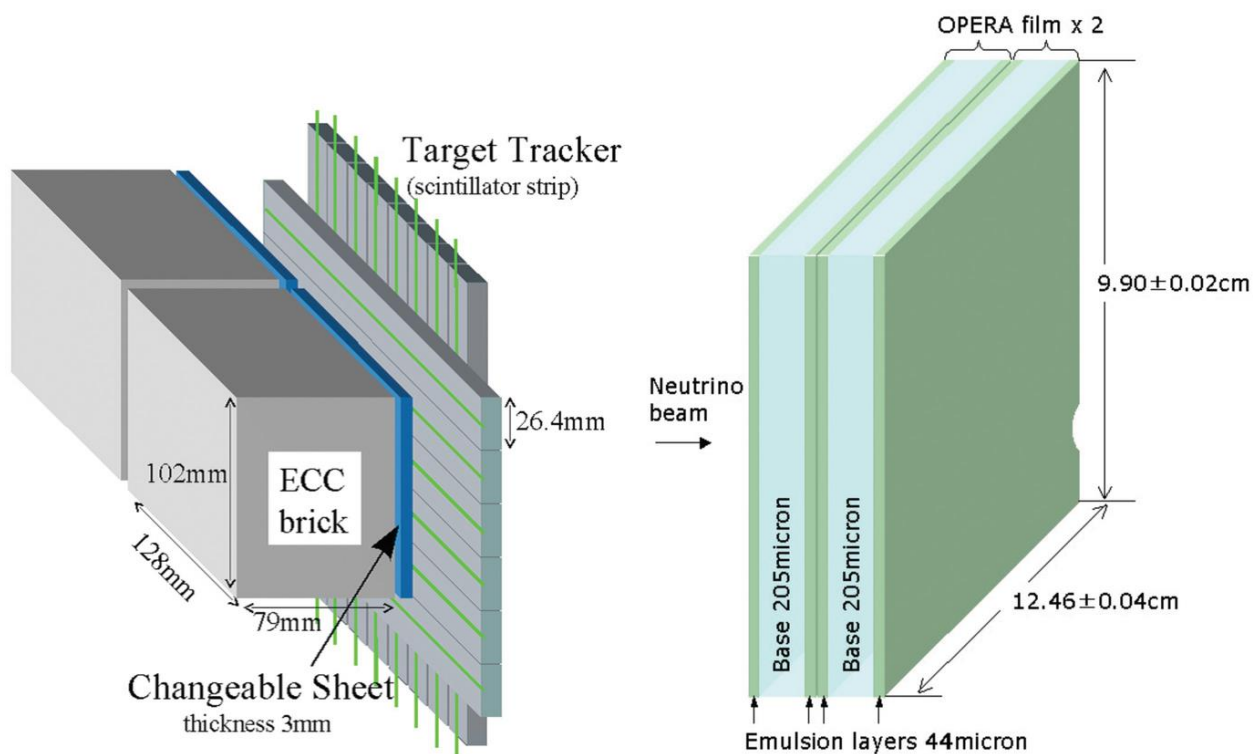 Target Tracker
(scintillator strip)
26.4mm
102mm
ECC
brick
128mm
79mm
Changeable Sheet
thickness 3mm
OPERA film x 2
9.90±0.02cm
Neutrino
beam
Base 205micron
Base 205micron
12.46±0.04cm
Emulsion layers 44micron